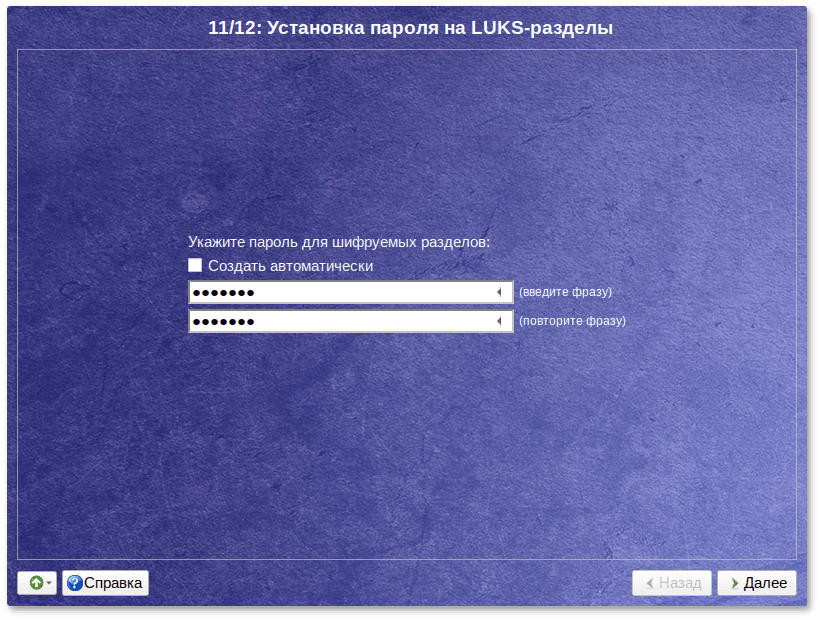 11/12: Установка пароля на LUKS-разделы
Укажите пароль для шифруемых разделов:
Создать автоматически
●●●●●●● (введите фразу)
●●●●●●● (повторите фразу)
Справка Назад Далее